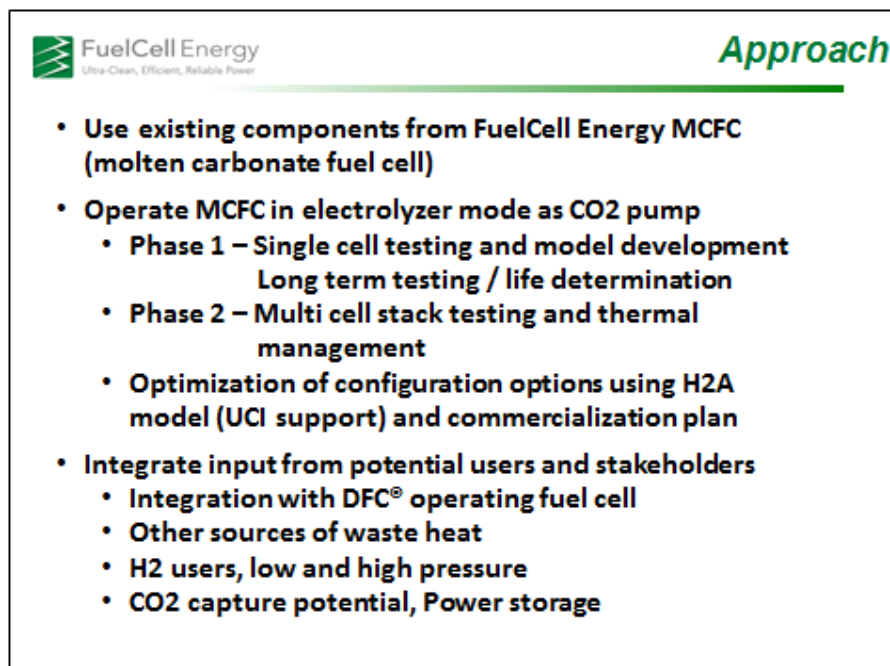 FuelCell Energy
Ultra-Clean, Efficient, Reliable Power
Approach
• Use existing components from FuelCell Energy MCFC
(molten carbonate fuel cell)
• Operate MCFC in electrolyzer mode as CO2 pump
• Phase 1 – Single cell testing and model development
Long term testing / life determination
• Phase 2 – Multi cell stack testing and thermal
management
• Optimization of configuration options using H2A
model (UCI support) and commercialization plan
• Integrate input from potential users and stakeholders
• Integration with DFC® operating fuel cell
• Other sources of waste heat
• H2 users, low and high pressure
• CO2 capture potential, Power storage